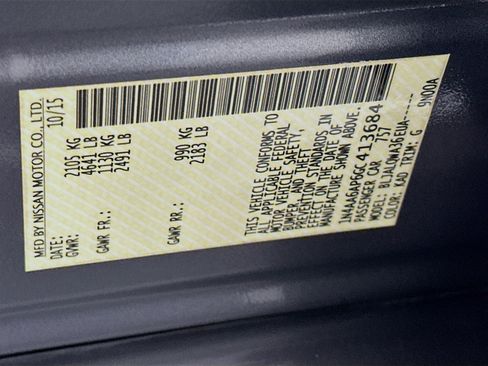 MFD BY NISSAN MOTOR CO., LTD.
DATE: 10/15
GVWR: 2105 KG
4641 LB
GAWR FR.: 1130 KG
2491 LB
GAWR RR.: 990 KG
2183 LB
THIS VEHICLE CONFORMS TO
ALL APPLICABLE FEDERAL
MOTOR VEHICLE SAFETY,
BUMPER, AND THEFT
PREVENTION STANDARDS IN
EFFECT ON THE DATE OF
MANUFACTURE SHOWN ABOVE.
1N4AA6AP6GC413684
PASSENGER CAR 757
MODEL: BLJALOWA36EUA-----
COLOR: KAD TRIM: G 9000A